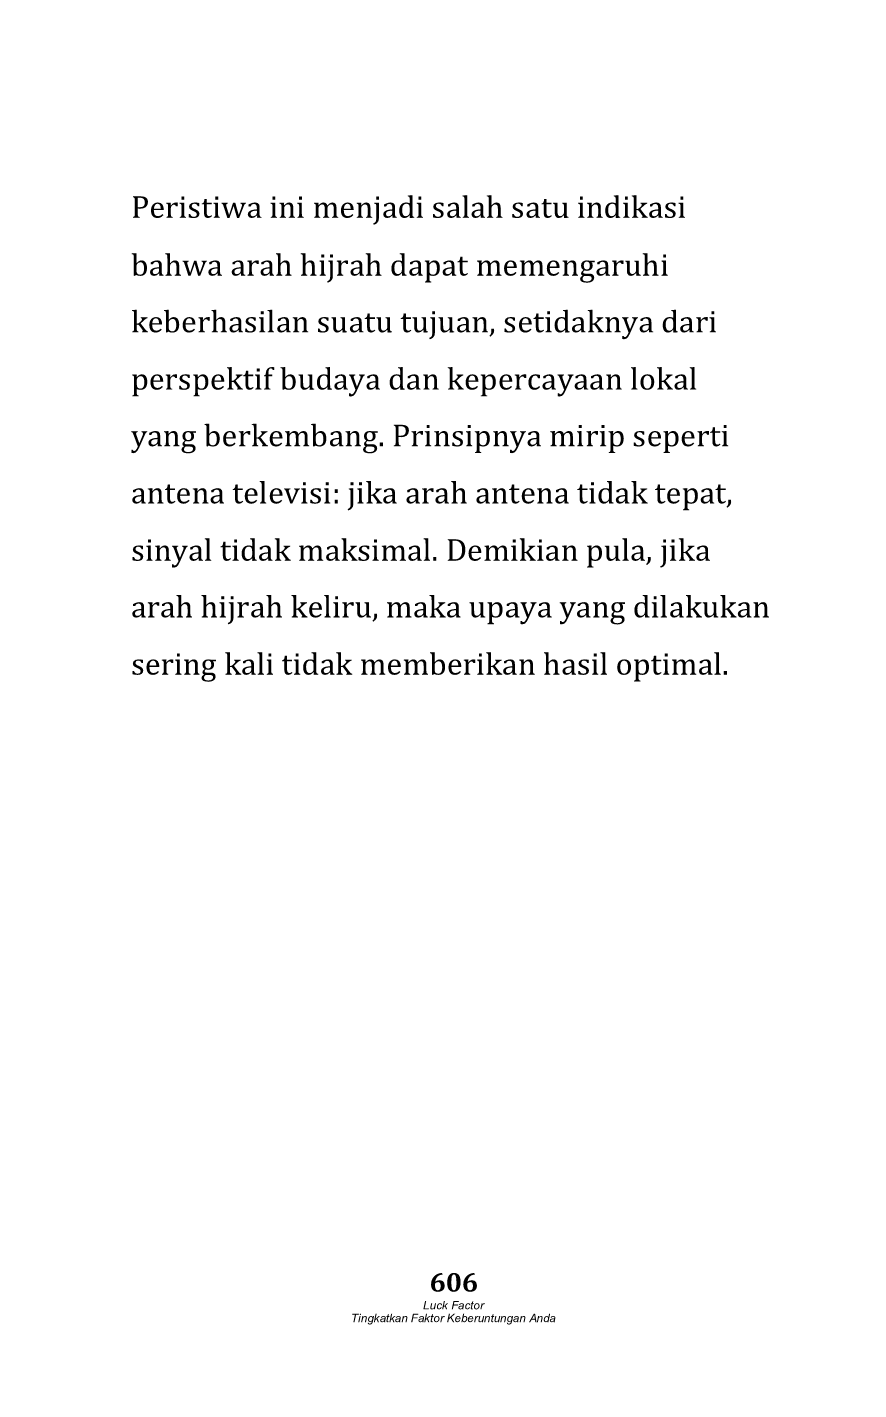 Peristiwa ini menjadi salah satu indikasi
bahwa arah hijrah dapat memengaruhi
keberhasilan suatu tujuan, setidaknya dari
perspektif budaya dan kepercayaan lokal
yang berkembang. Prinsipnya mirip seperti
antena televisi: jika arah antena tidak tepat,
sinyal tidak maksimal. Demikian pula, jika
arah hijrah keliru, maka upaya yang dilakukan
sering kali tidak memberikan hasil optimal.
606
Luck Factor
Tingkatkan Faktor Keberuntungan Anda